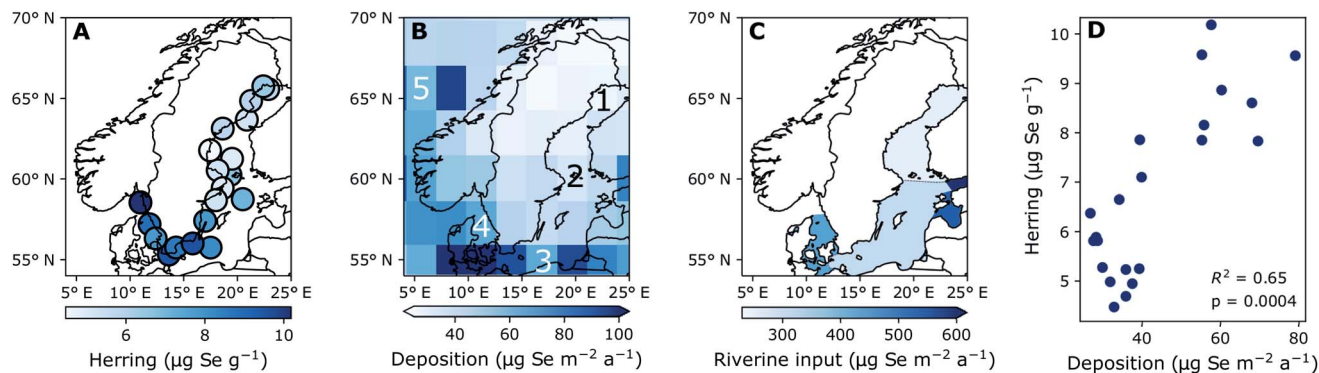 A
70° N
65° N
60° N
55° N
5° E
10° E
15° E
20° E
25° E
6
8
10
Herring (μg Se g⁻¹)
B
70° N
65° N
60° N
55° N
5
1
2
4
3
5° E
10° E
15° E
20° E
25° E
40
60
80
100
Deposition (μg Se m⁻² a⁻¹)
C
70° N
65° N
60° N
55° N
5° E
10° E
15° E
20° E
25° E
300
400
500
600
Riverine input (μg Se m⁻² a⁻¹)
D
10
9
8
7
6
5
Herring (μg Se g⁻¹)
R² = 0.65
p = 0.0004
40
60
80
Deposition (μg Se m⁻² a⁻¹)